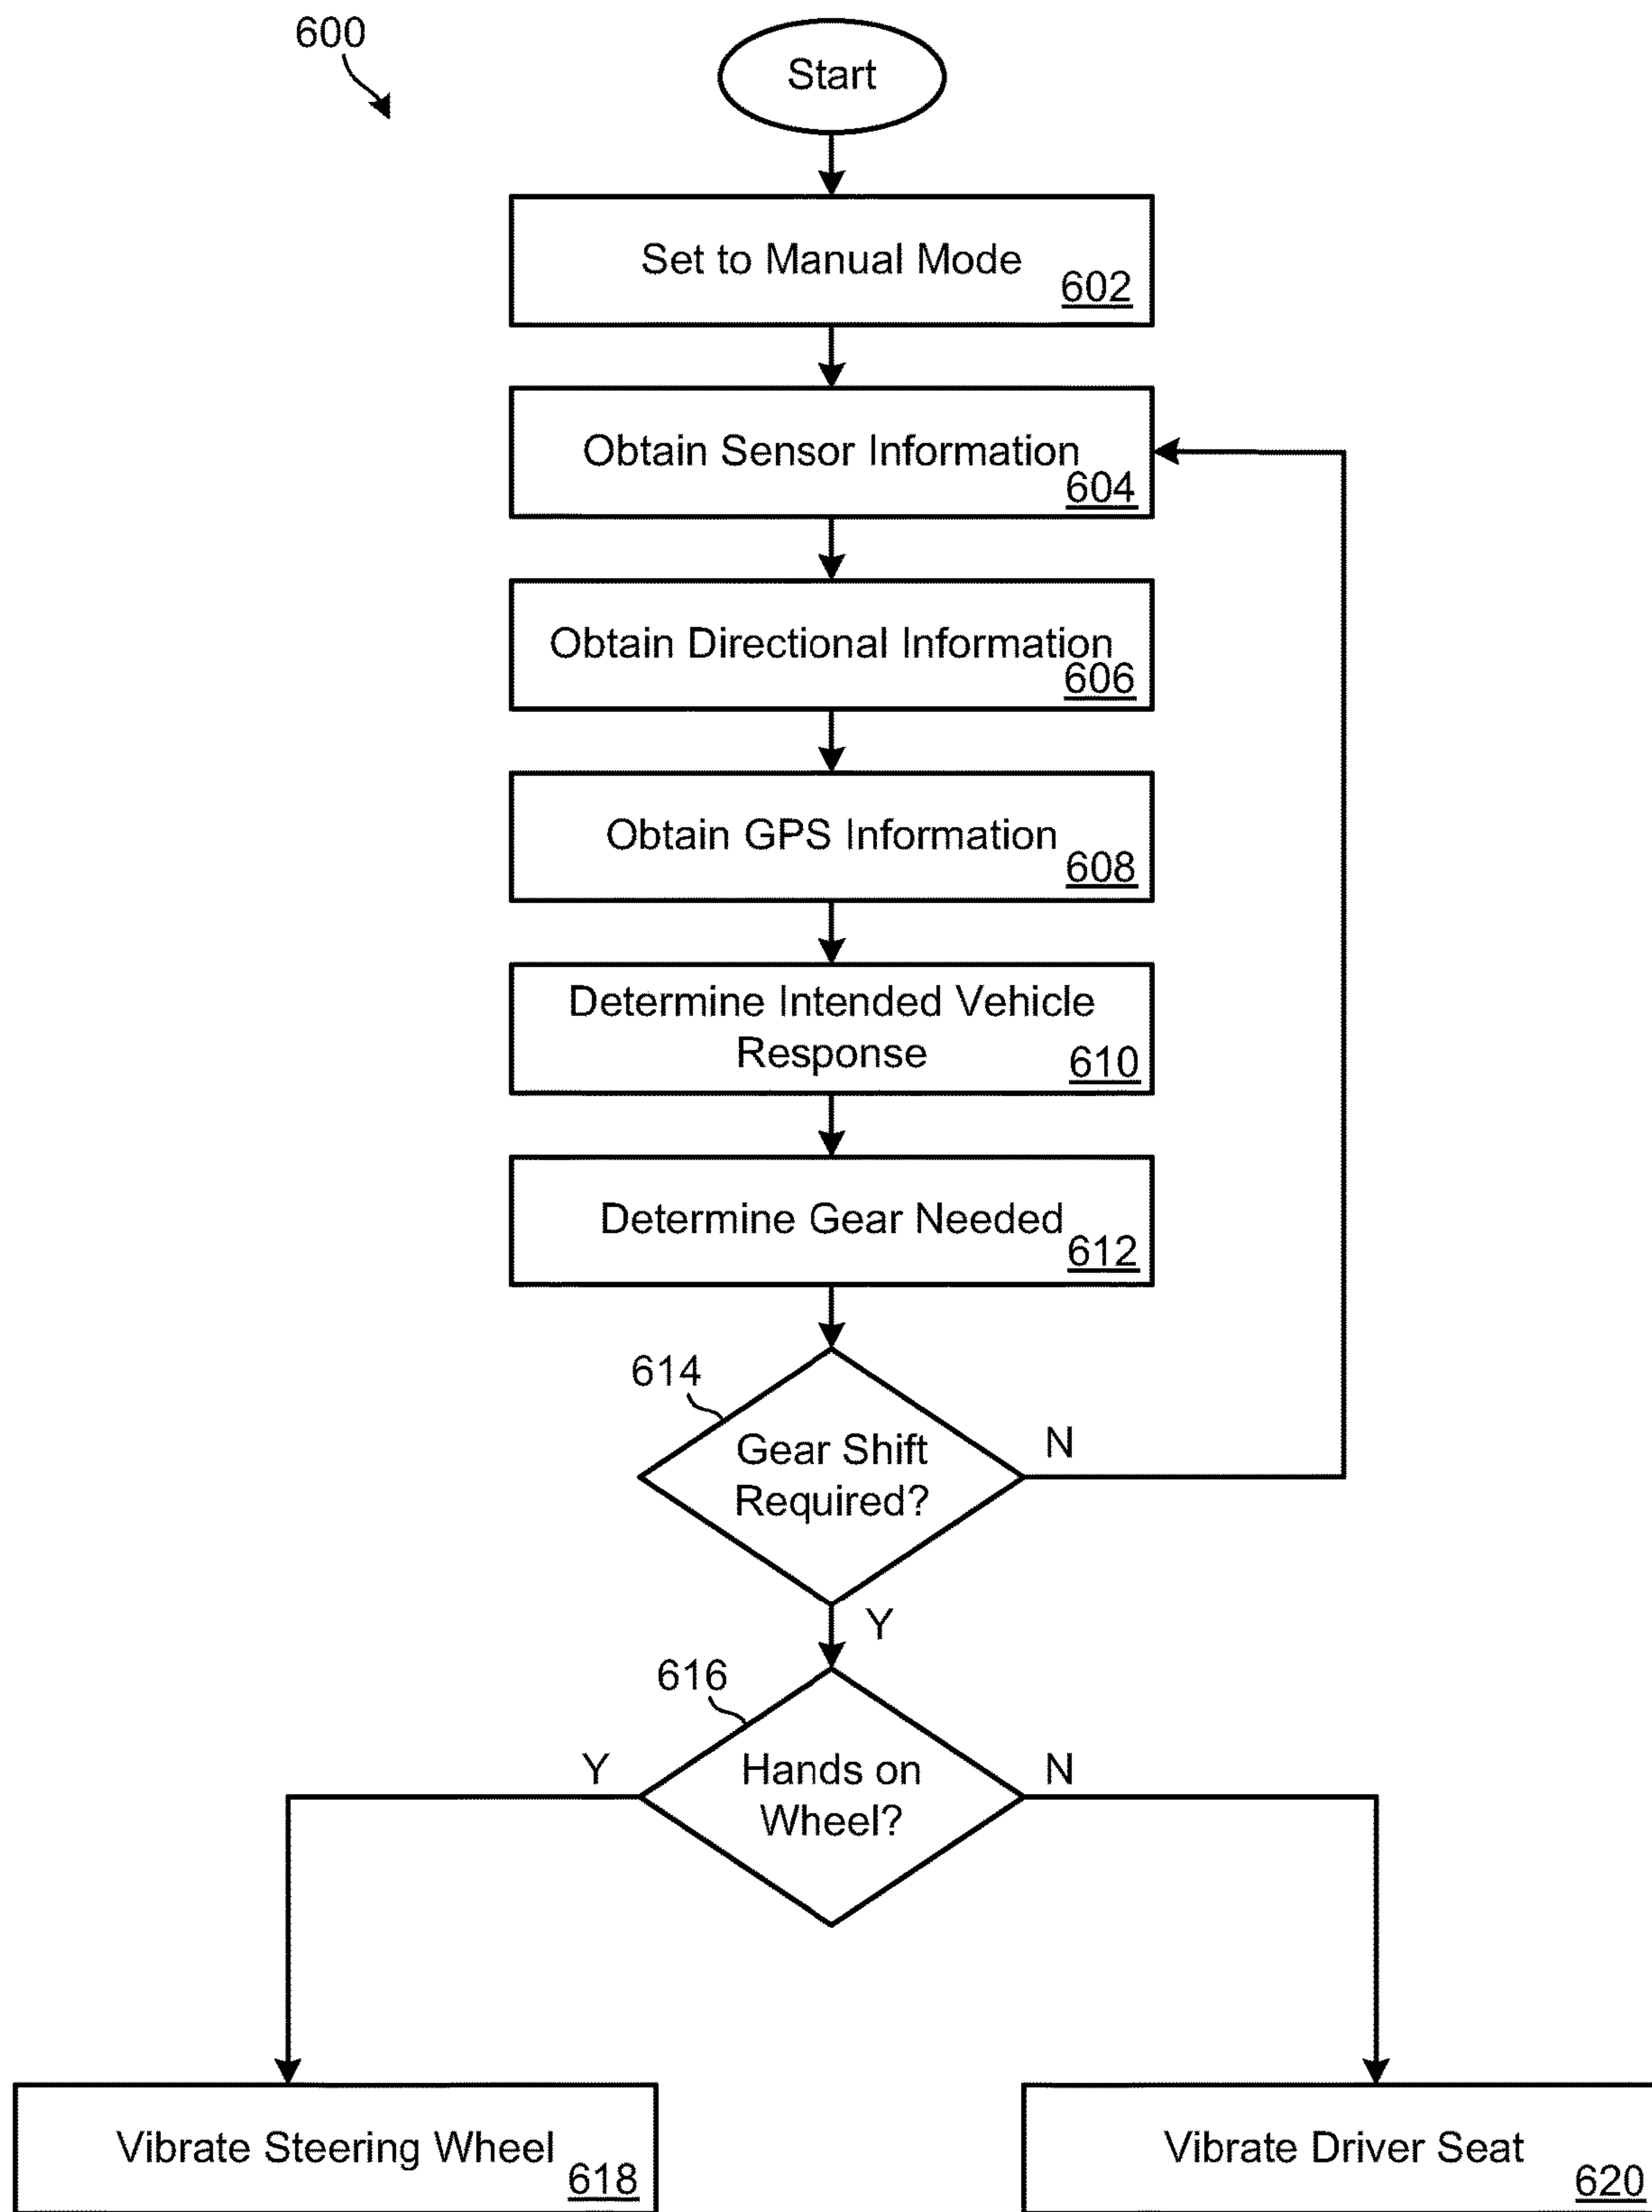 600
Start
Set to Manual Mode
602
Obtain Sensor Information
604
Obtain Directional Information
606
Obtain GPS Information
608
Determine Intended Vehicle
Response
610
Determine Gear Needed
612
614
Gear Shift
Required?
N
Y
616
Hands on
Wheel?
Y
N
Vibrate Steering Wheel
618
Vibrate Driver Seat
620